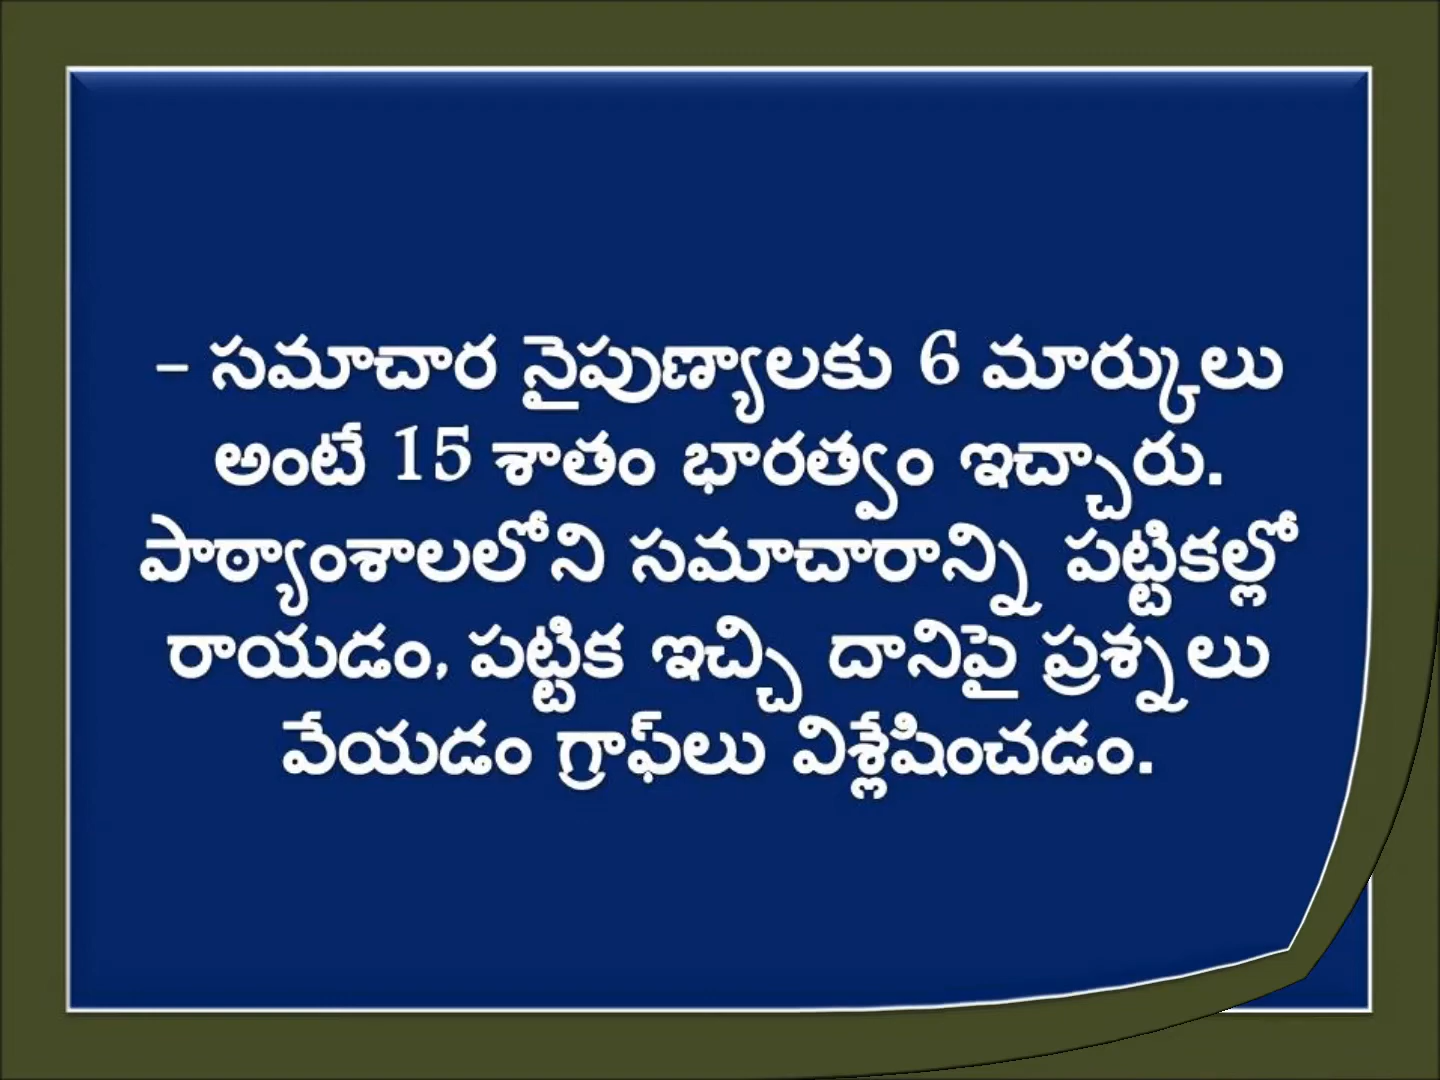 – సమాచార నైపుణ్యాలకు 6 మార్కులు
అంటే 15 శాతం భారత్వం ఇచ్చారు.
పాఠ్యాంశాలలోని సమాచారాన్ని పట్టికల్లో
రాయడం, పట్టిక ఇచ్చి దానిపై ప్రశ్నలు
వేయడం గ్రాఫ్‌లు విశ్లేషించడం.